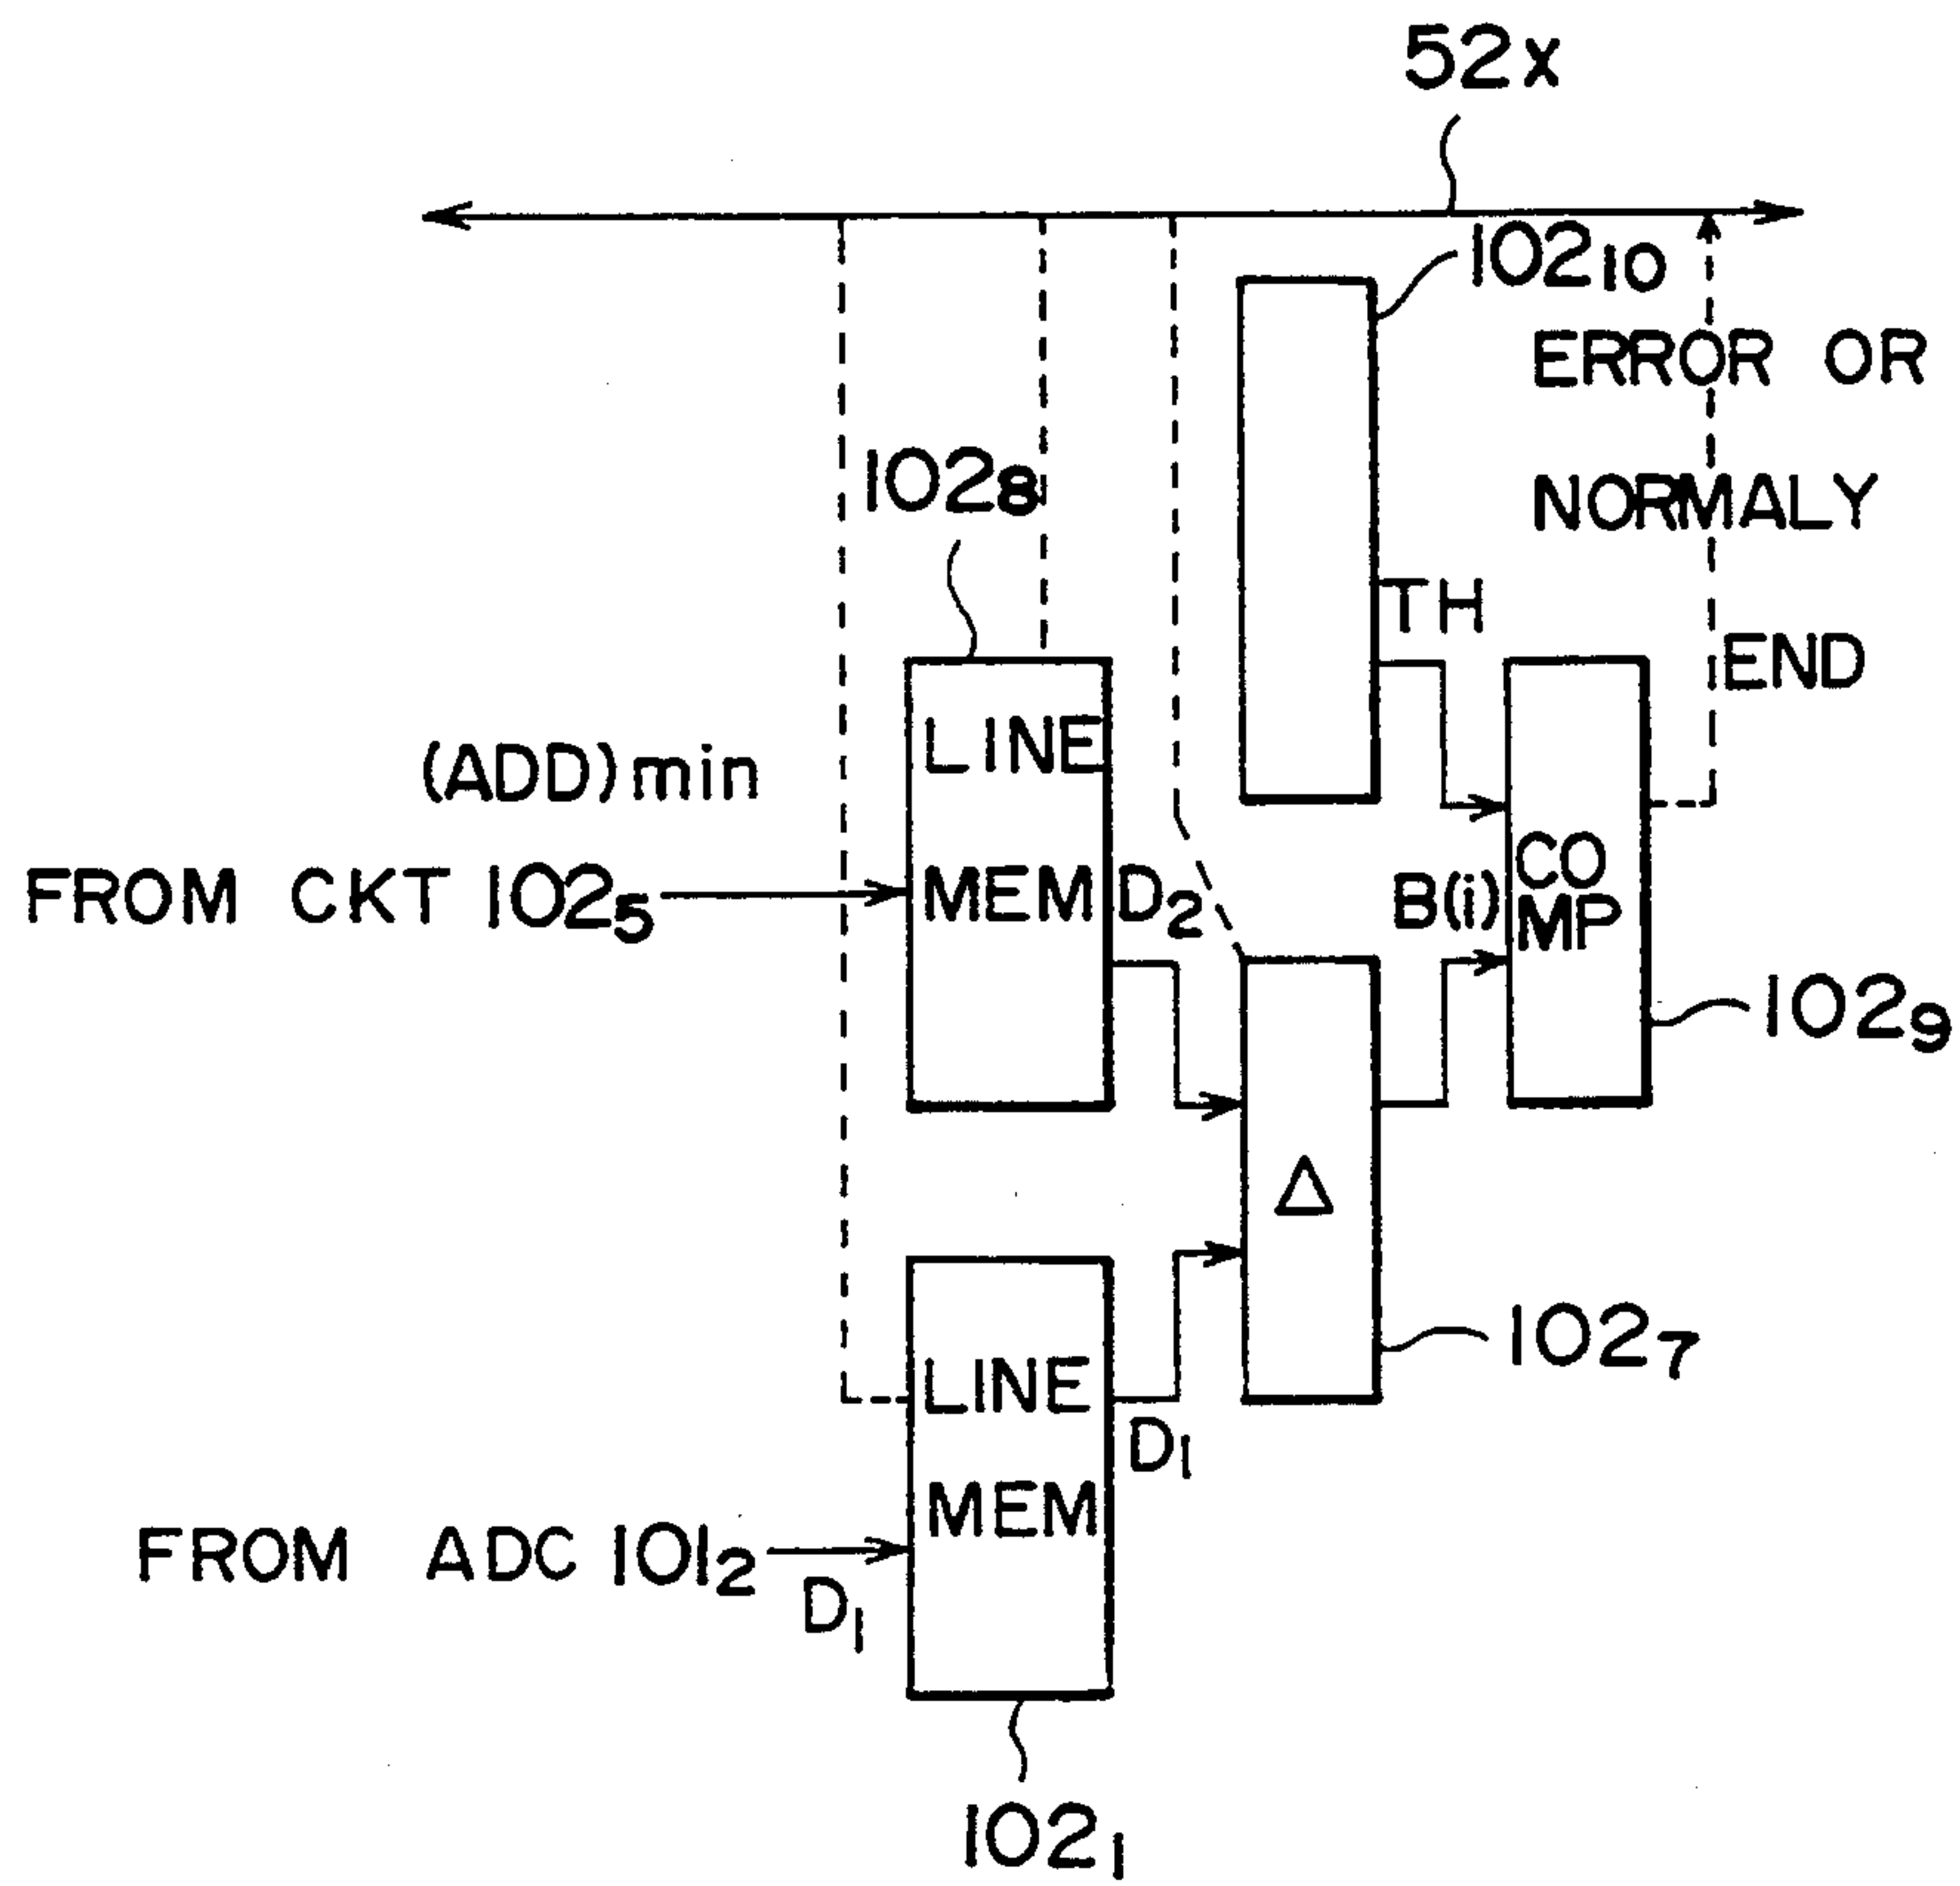 52x
102₁₀
ERROR OR
NORMALY
END
102₈
TH
LINE
MEM
(ADD)min
FROM CKT 102₅
D₂
B(i)
CO
MP
102₉
Δ
102₇
LINE
MEM
D₁
FROM ADC 101₂
D₁
102₁